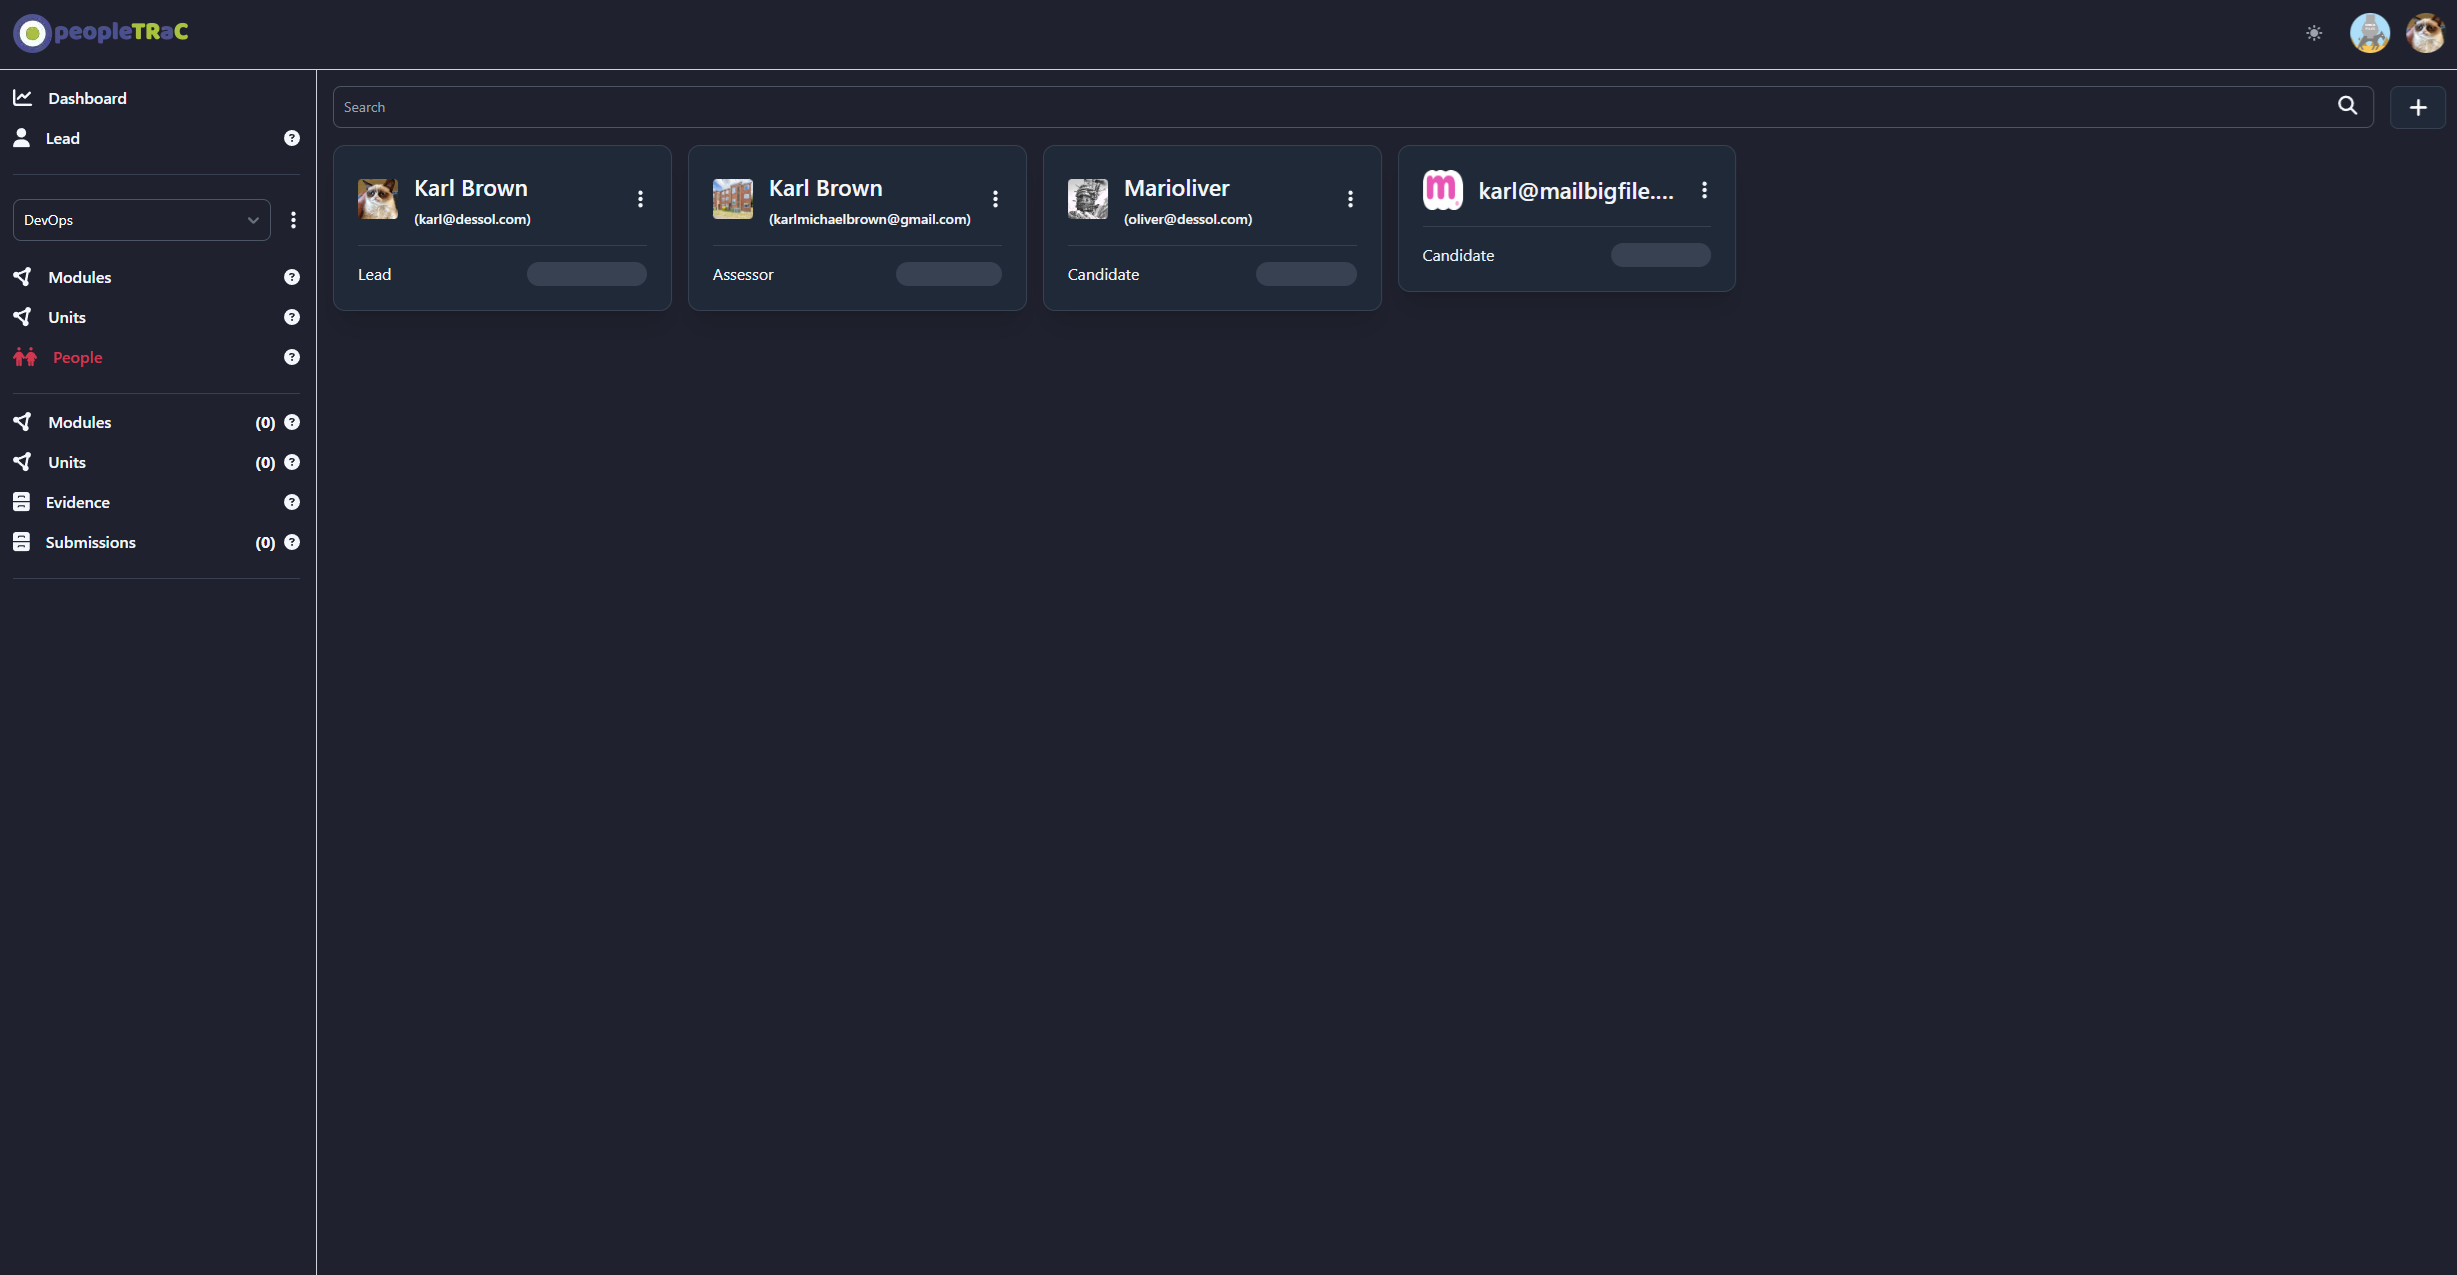 peopleTRaC
Dashboard
Lead
DevOps
Modules
Units
People
Modules (0)
Units (0)
Evidence
Submissions (0)
Search
Karl Brown
(karl@dessol.com)
Lead
Karl Brown
(karlmichaelbrown@gmail.com)
Assessor
Marioliver
(oliver@dessol.com)
Candidate
m
karl@mailbigfile....
Candidate